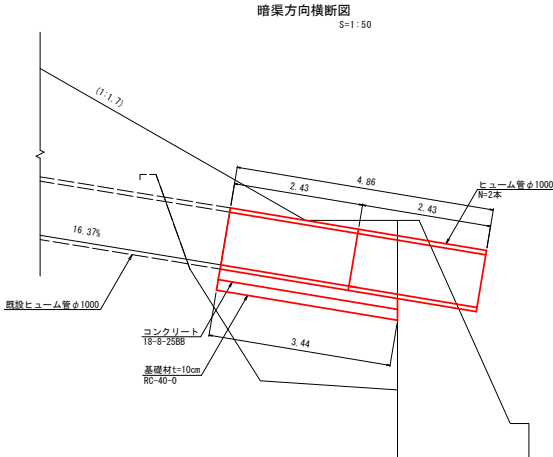 暗渠方向横断図
S=1:50
(1:1.7)
4.86
2.43
2.43
ヒューム管φ1000
N=2本
16.37%
既設ヒューム管φ1000
コンクリート
18-8-25BB
3.44
基礎材t=10cm
RC-40-0